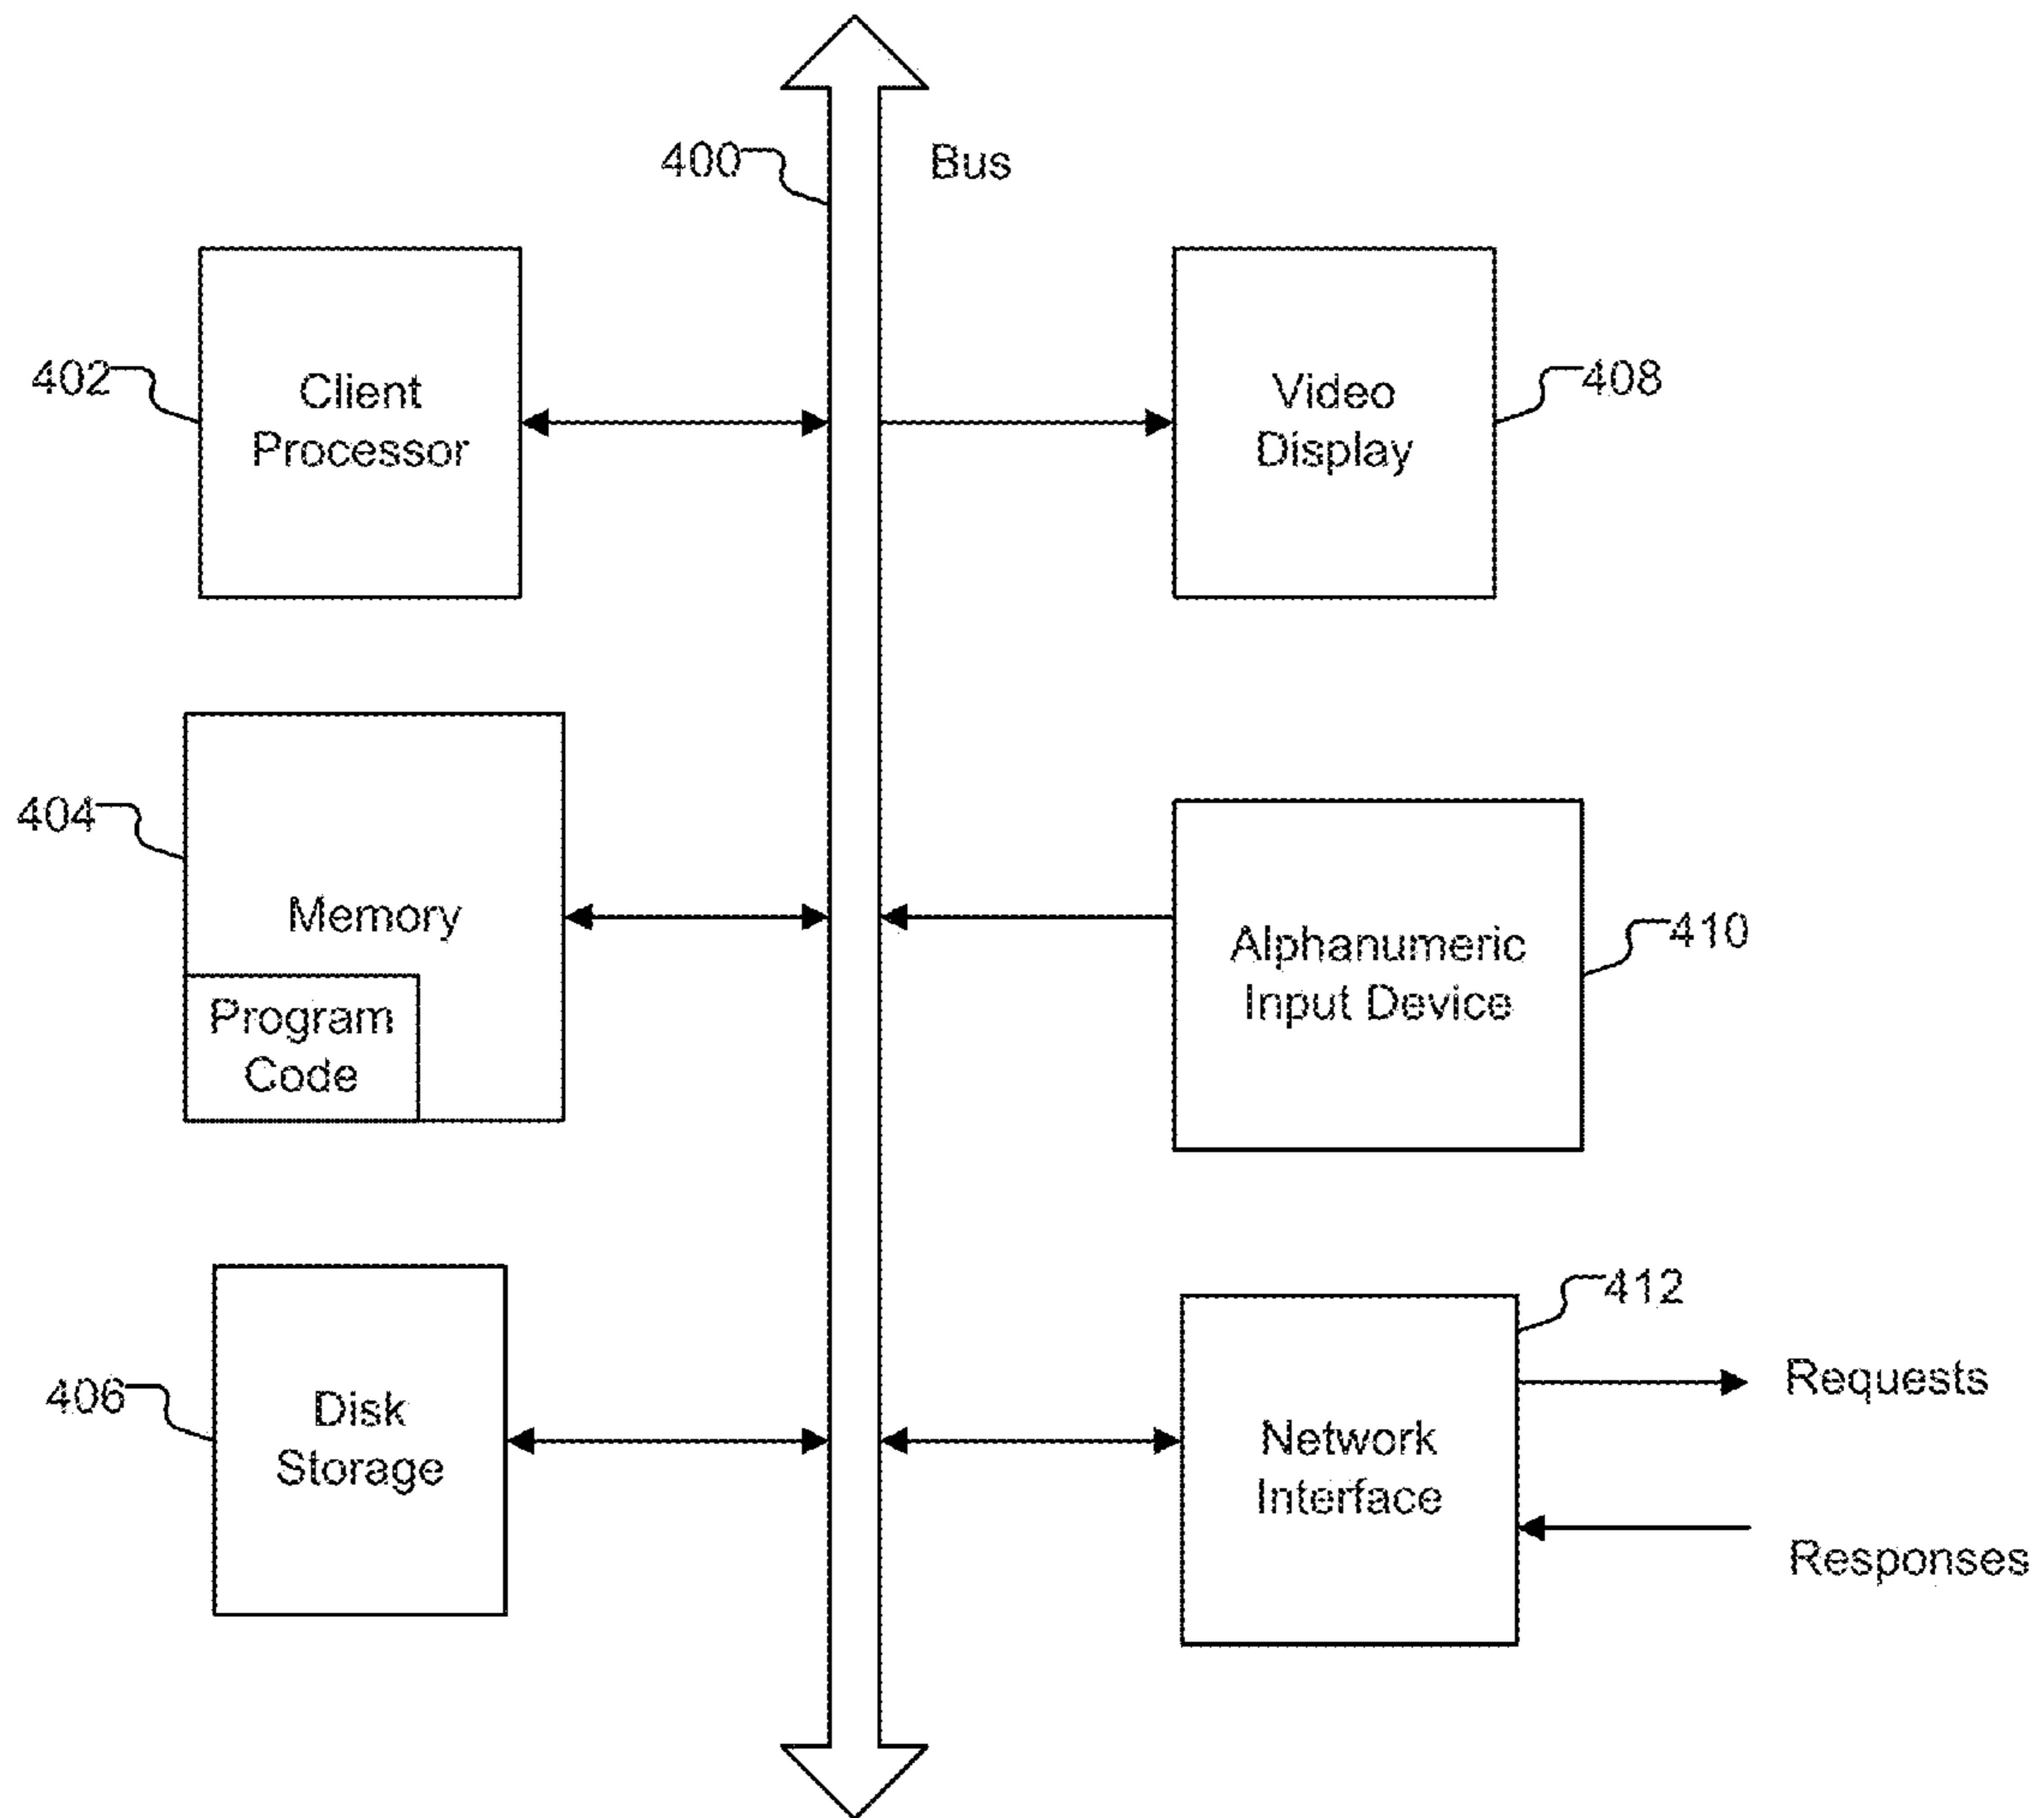 400
Bus
402
Client
Processor
Video
Display
408
404
Memory
Program
Code
Alphanumeric
Input Device
410
406
Disk
Storage
412
Network
Interface
Requests
Responses